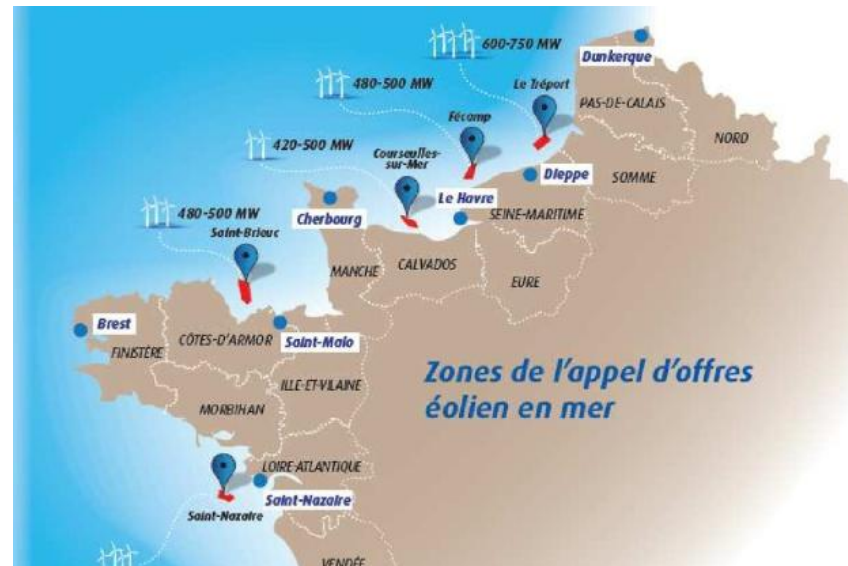 600-750 MW
Dunkerque
480-500 MW
Le Tréport
PAS-DE-CALAIS
Fécamp
NORD
420-500 MW
Courseulles-
sur-Mer
Dieppe
SOMME
Le Havre
Cherbourg
SEINE-MARITIME
480-500 MW
Saint-Brieuc
MANCHE
CALVADOS
EURE
Brest
CÔTES-D'ARMOR
Saint-Malo
FINISTÈRE
Zones de l'appel d'offres
éolien en mer
ILLE-ET-VILAINE
MORBIHAN
LOIRE-ATLANTIQUE
Saint-Nazaire
Saint-Nazaire
VENDÉE